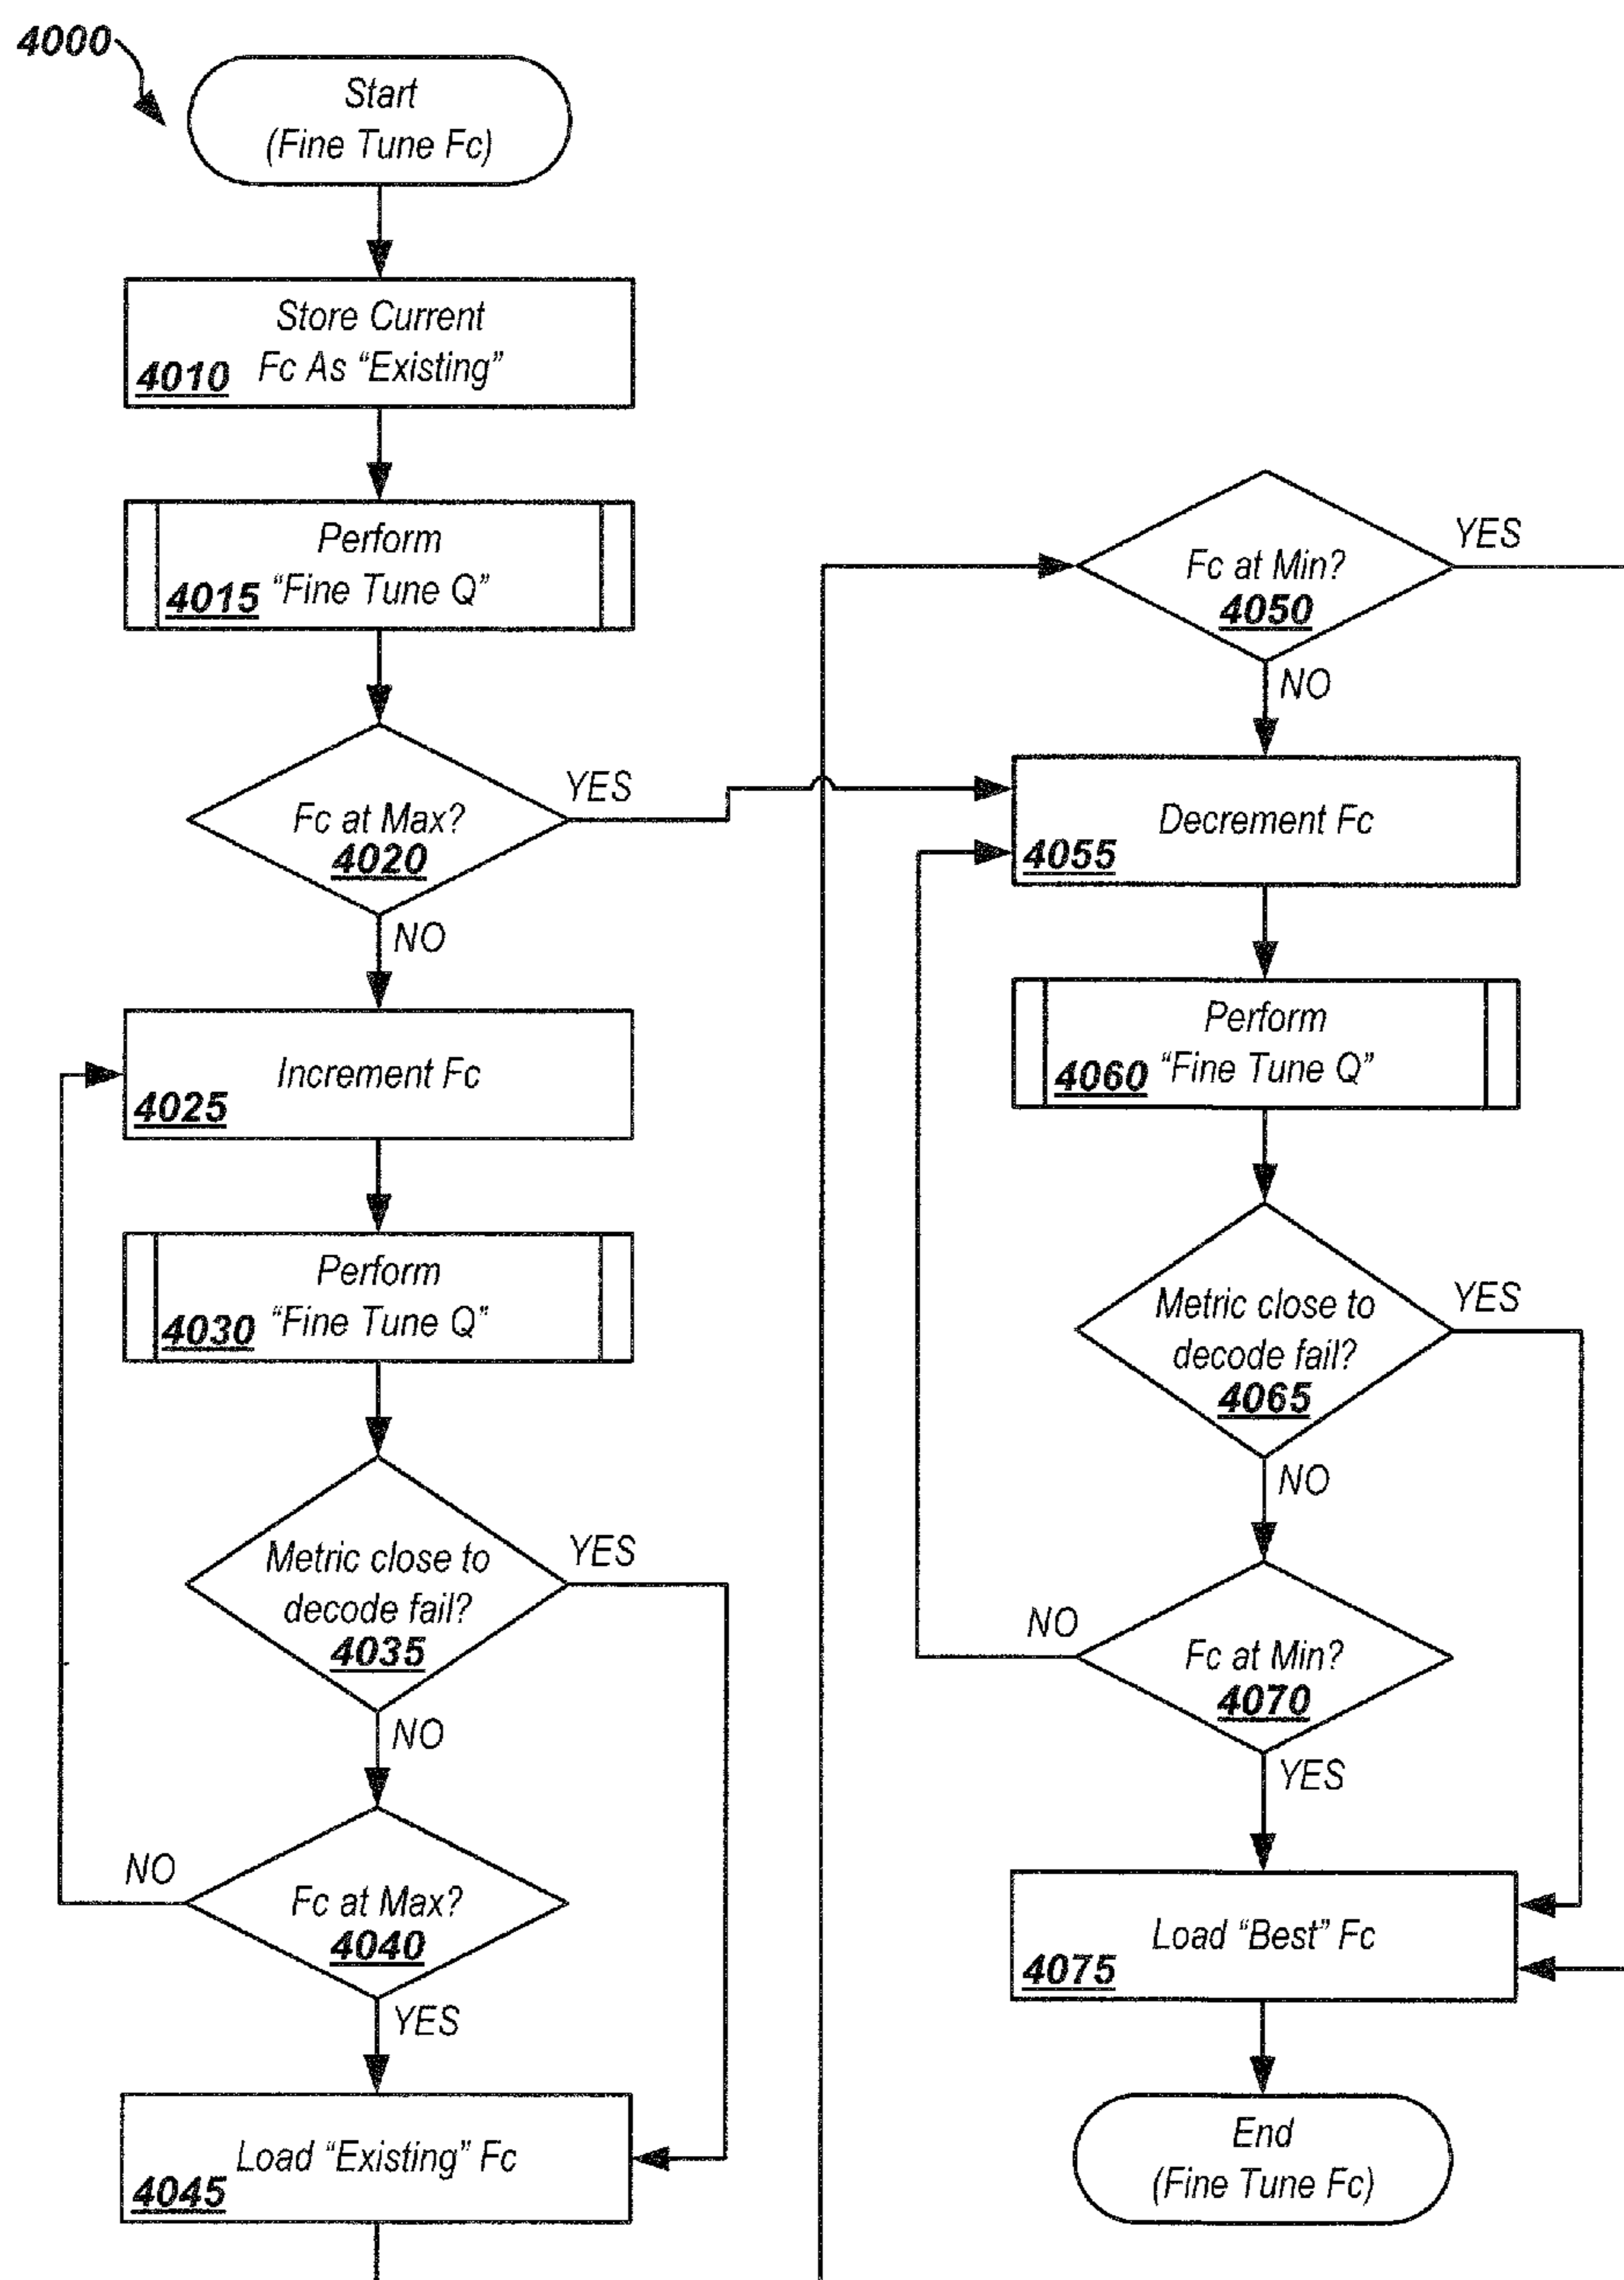 4000
Start
(Fine Tune Fc)
Store Current
Fc As “Existing”
4010
Perform
“Fine Tune Q”
4015
Fc at Max?
4020
YES
NO
Increment Fc
4025
Perform
“Fine Tune Q”
4030
Metric close to
decode fail?
4035
YES
NO
Fc at Max?
4040
NO
YES
Load “Existing” Fc
4045
Fc at Min?
4050
YES
NO
Decrement Fc
4055
Perform
“Fine Tune Q”
4060
Metric close to
decode fail?
4065
YES
NO
Fc at Min?
4070
NO
YES
Load “Best” Fc
4075
End
(Fine Tune Fc)